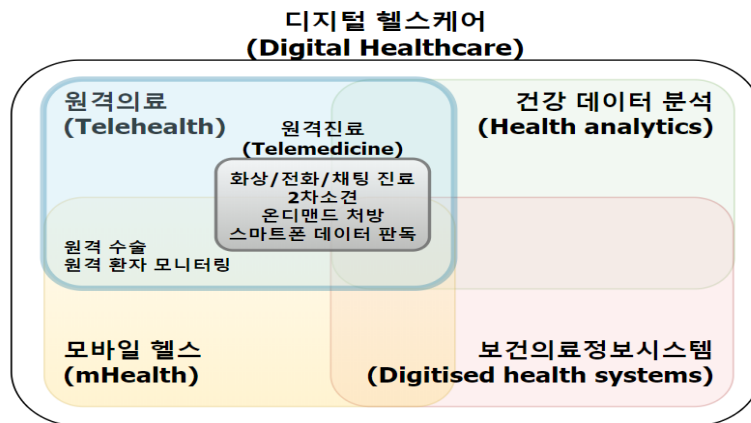 디지털 헬스케어
(Digital Healthcare)
원격의료
(Telehealth)
원격진료
(Telemedicine)
화상/전화/채팅 진료
2차소견
온디맨드 처방
스마트폰 데이터 판독
건강 데이터 분석
(Health analytics)
원격 수술
원격 환자 모니터링
모바일 헬스
(mHealth)
보건의료정보시스템
(Digitised health systems)